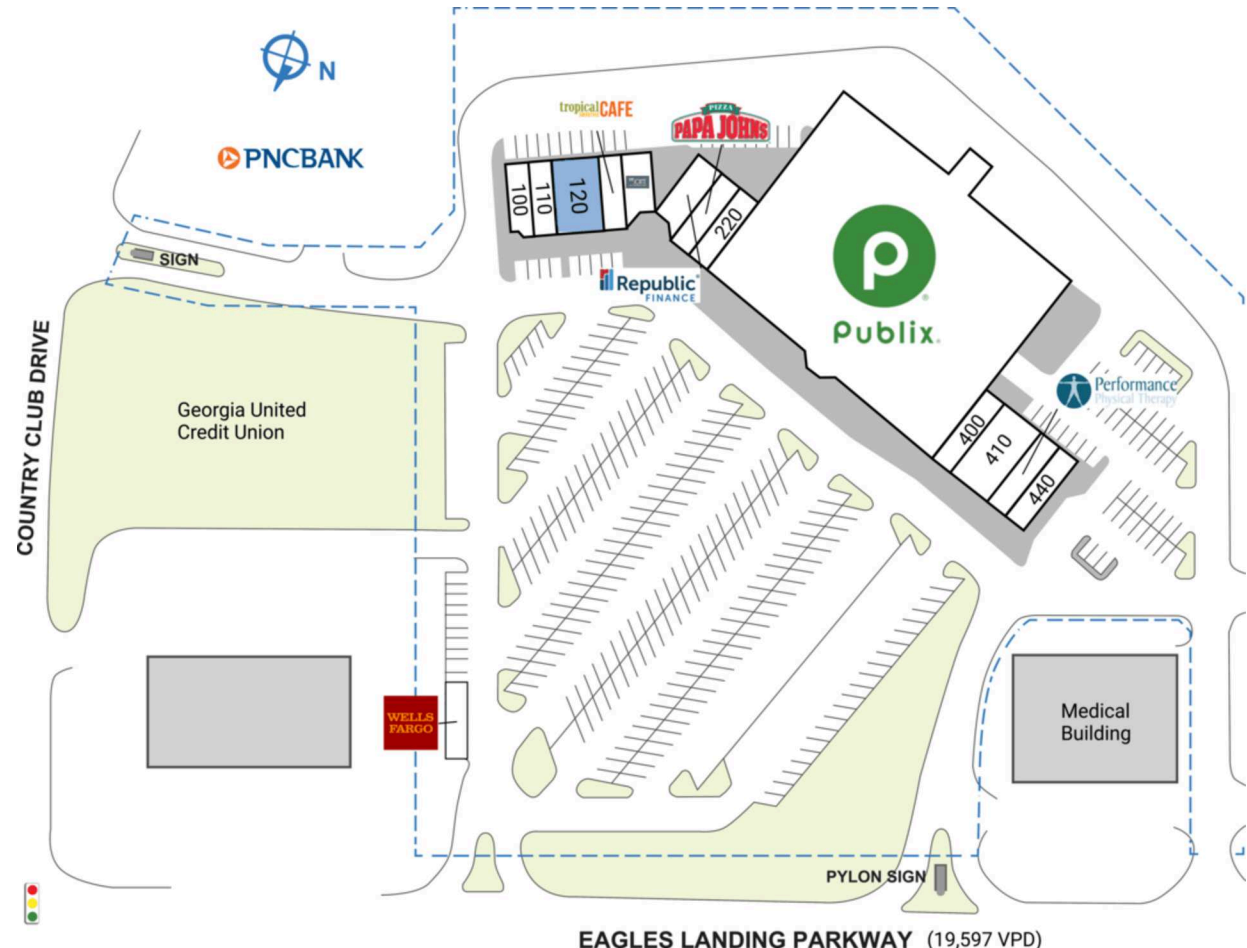 N
PNCBANK
tropical CAFE
PIZZA
PAPA JOHNS
100
110
120
220
SIGN
Republic
FINANCE
Publix.
COUNTRY CLUB DRIVE
Georgia United
Credit Union
Performance
Physical Therapy
400
410
440
WELLS
FARGO
Medical
Building
PYLON SIGN
EAGLES LANDING PARKWAY (19,597 VPD)